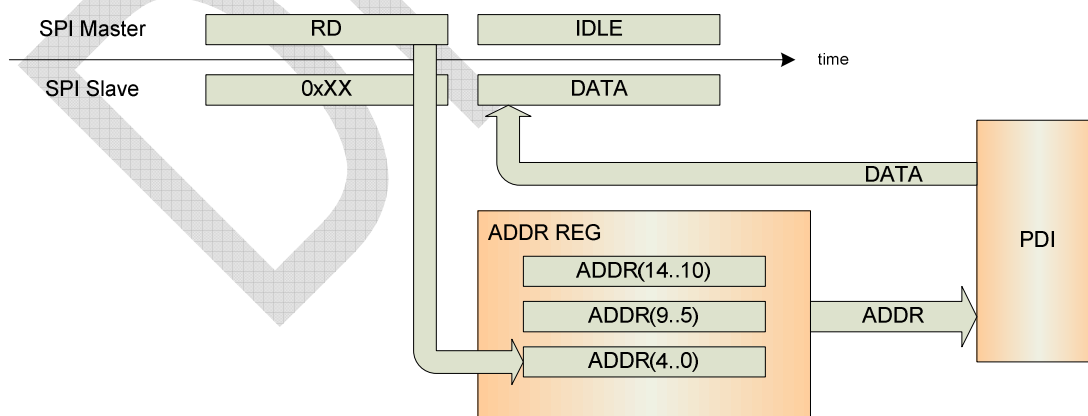 SPI Master
RD
IDLE
time
SPI Slave
0xXX
DATA
DATA
ADDR REG
PDI
ADDR(14..10)
ADDR(9..5)
ADDR
ADDR(4..0)